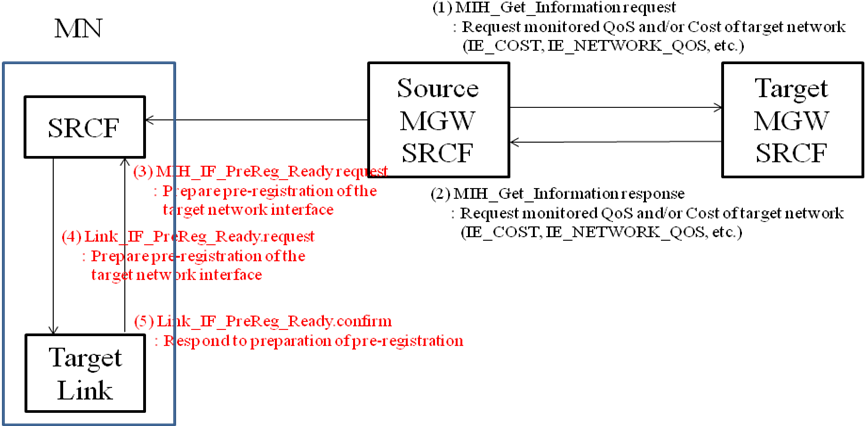 MN
SRCF
Source
MGW
SRCF
Target
MGW
SRCF
(1) MIH_Get_Information request
: Request monitored QoS and/or Cost of target network
(IE_COST, IE_NETWORK_QOS, etc.)
(2) MIH_Get_Information response
: Request monitored QoS and/or Cost of target network
(IE_COST, IE_NETWORK_QOS, etc.)
(3) MIH_IF_PreReg_Ready request
: Prepare pre-registration of the
target network interface
(4) Link_IF_PreReg_Ready.request
: Prepare pre-registration of the
target network interface
(5) Link_IF_PreReg_Ready.confirm
: Respond to preparation of pre-registration
Target
Link